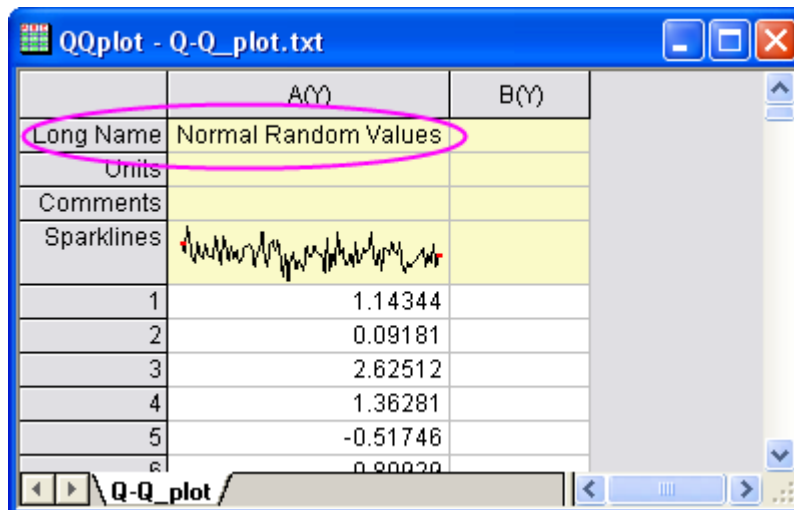 QQplot - Q-Q_plot.txt
A(Y) B(Y)
Long Name Normal Random Values
Units
Comments
Sparklines
1 1.14344
2 0.09181
3 2.62512
4 1.36281
5 -0.51746
6
Q-Q_plot